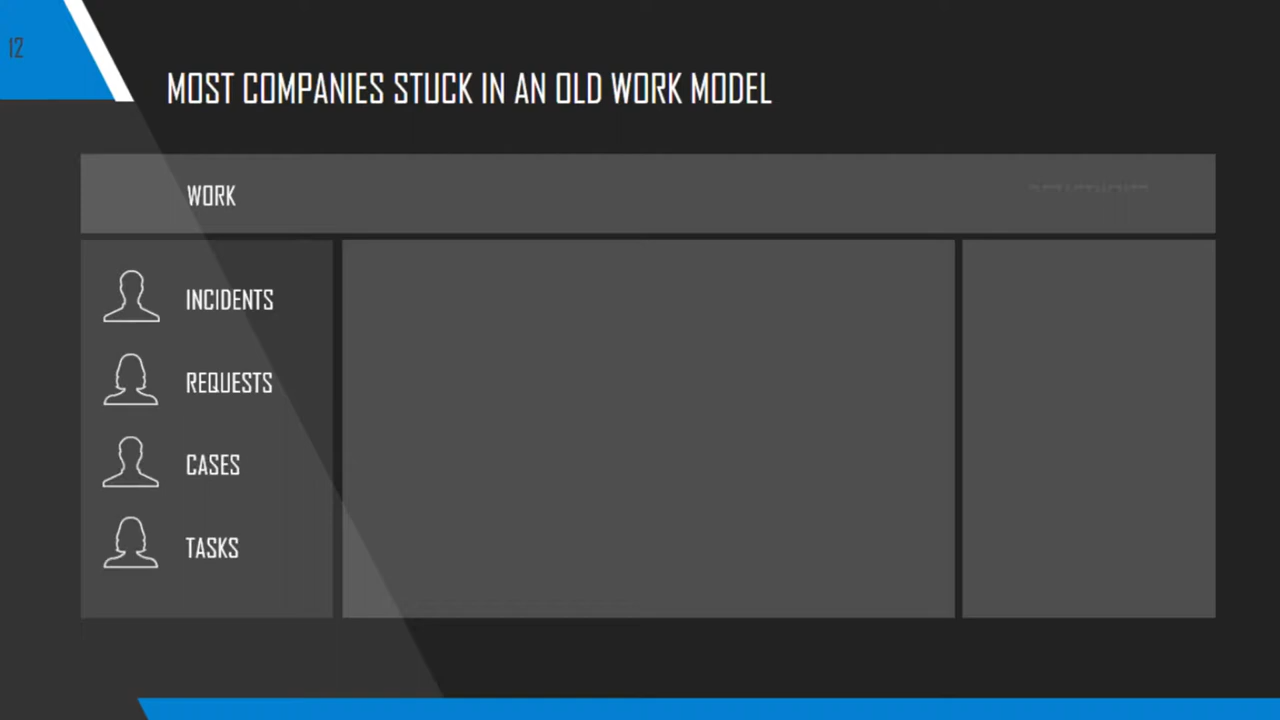 12
MOST COMPANIES STUCK IN AN OLD WORK MODEL
WORK
INCIDENTS
REQUESTS
CASES
TASKS